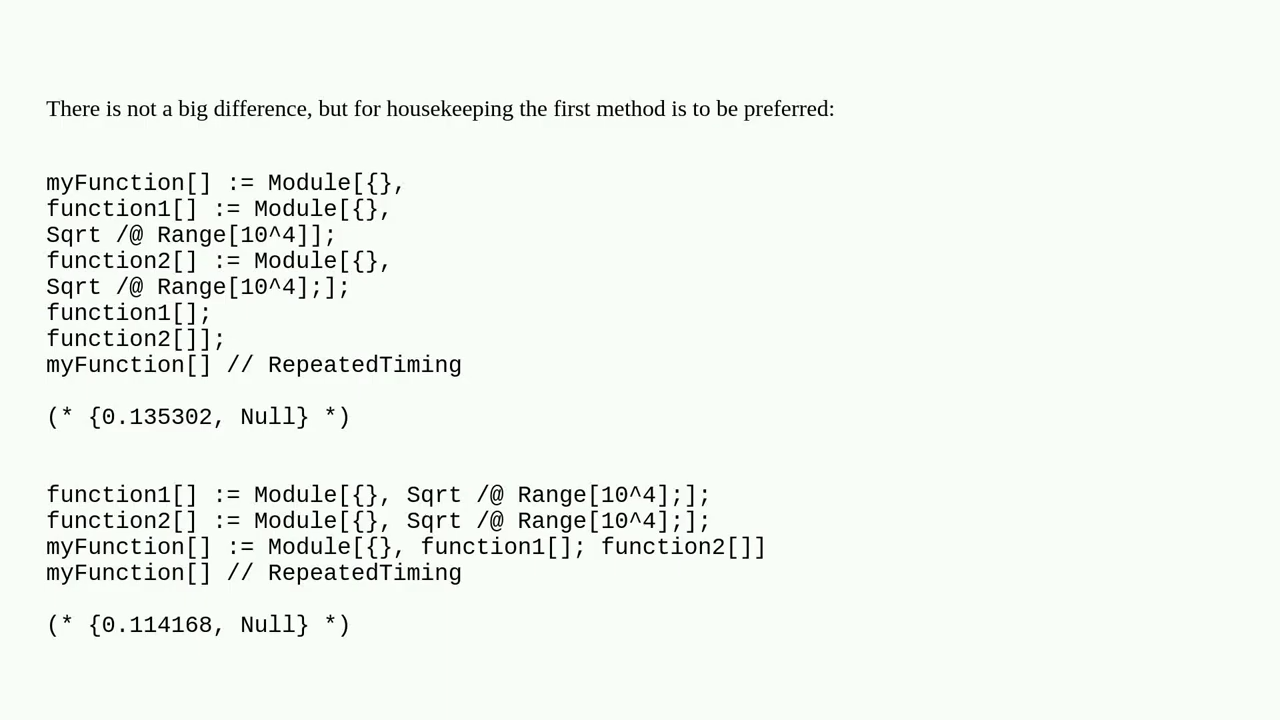 There is not a big difference, but for housekeeping the first method is to be preferred:
myFunction[] := Module[{},
function1[] := Module[{},
Sqrt /@ Range[10^4]];
function2[] := Module[{},
Sqrt /@ Range[10^4];];
function1[];
function2[]];
myFunction[] // RepeatedTiming
(* {0.135302, Null} *)
function1[] := Module[{}, Sqrt /@ Range[10^4];];
function2[] := Module[{}, Sqrt /@ Range[10^4];];
myFunction[] := Module[{}, function1[]; function2[]]
myFunction[] // RepeatedTiming
(* {0.114168, Null} *)